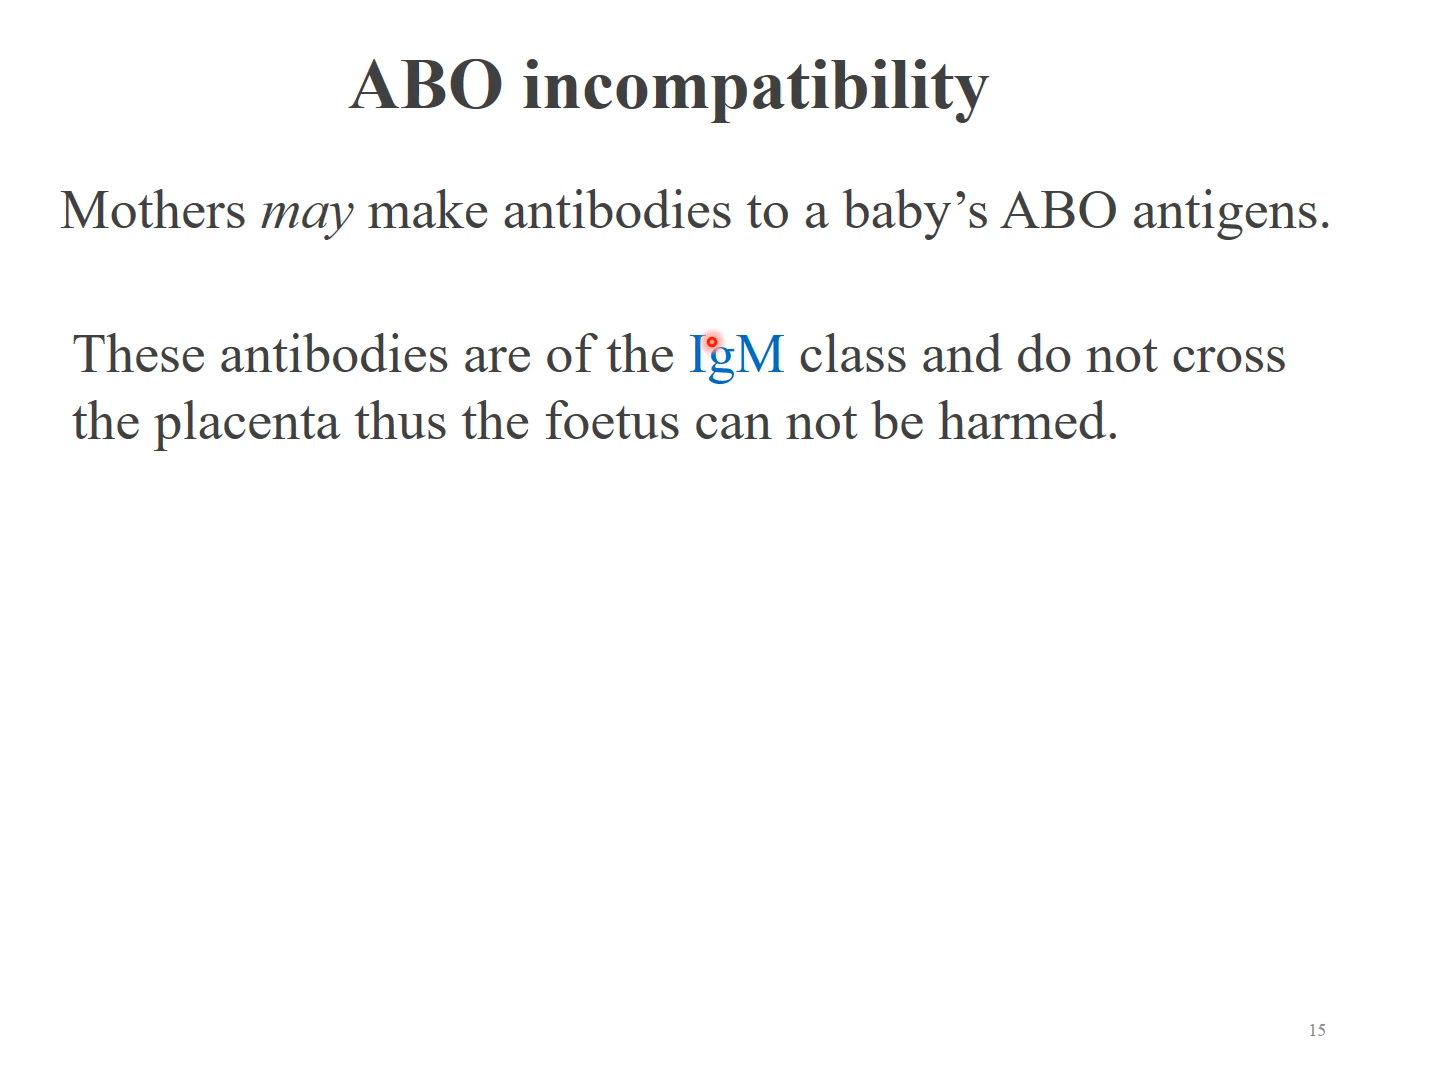 ABO incompatibility
Mothers may make antibodies to a baby’s ABO antigens.
These antibodies are of the IgM class and do not cross
the placenta thus the foetus can not be harmed.
15